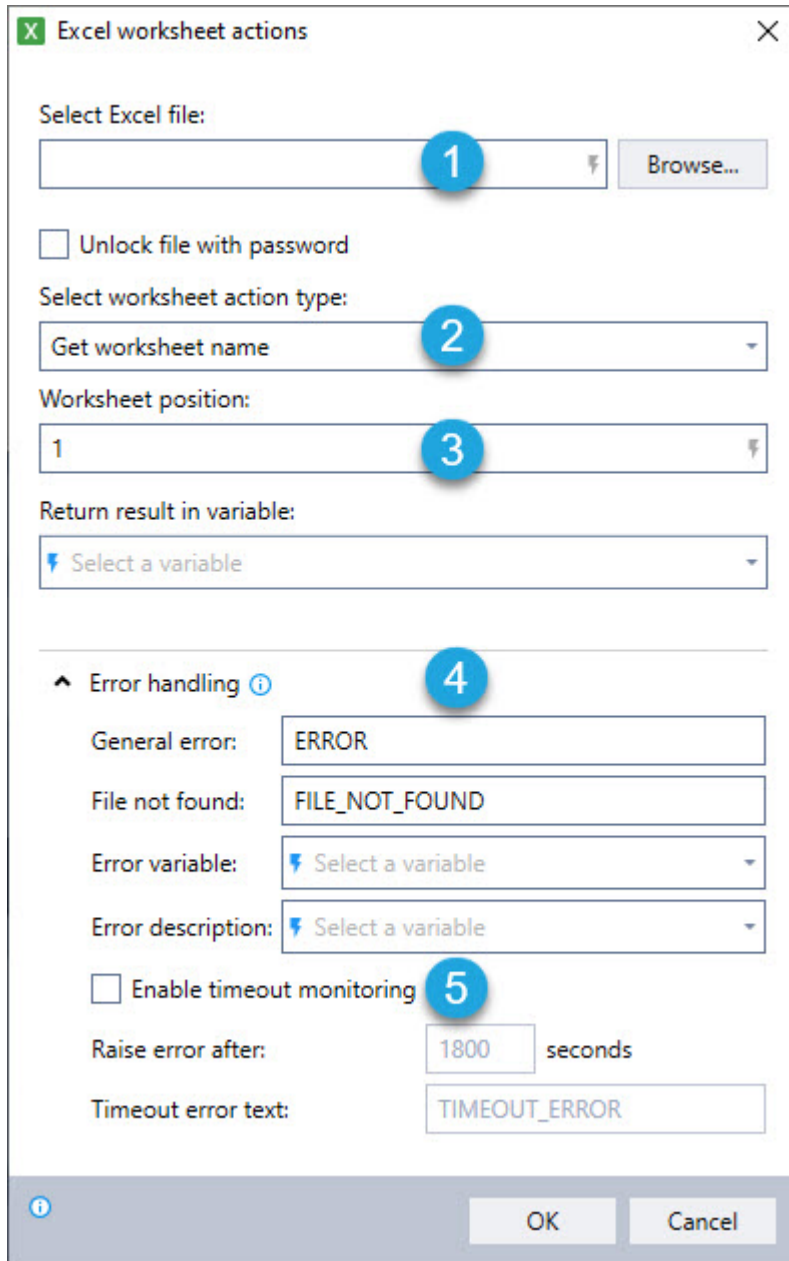 X Excel worksheet actions
Select Excel file:
1 Browse...
Unlock file with password
Select worksheet action type:
Get worksheet name 2
Worksheet position:
1 3
Return result in variable:
Select a variable
Error handling 4
General error: ERROR
File not found: FILE_NOT_FOUND
Error variable: Select a variable
Error description: Select a variable
Enable timeout monitoring 5
Raise error after: 1800 seconds
Timeout error text: TIMEOUT_ERROR
OK Cancel